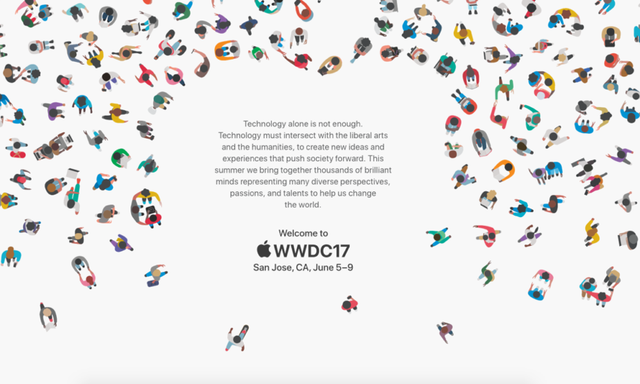 Technology alone is not enough.
Technology must intersect with the liberal arts
and the humanities, to create new ideas and
experiences that push society forward. This
summer we bring together thousands of brilliant
minds representing many diverse perspectives,
passions, and talents to help us change
the world.
Welcome to
WWDC17
San Jose, CA, June 5–9